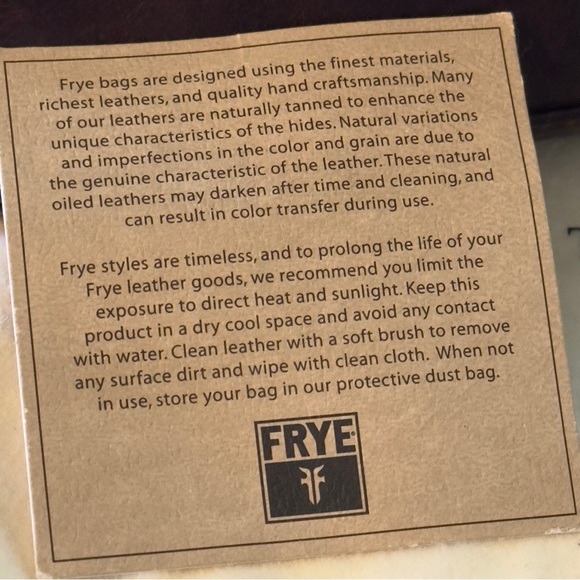 Frye bags are designed using the finest materials,
richest leathers, and quality hand craftsmanship. Many
of our leathers are naturally tanned to enhance the
unique characteristics of the hides. Natural variations
and imperfections in the color and grain are due to
the genuine characteristic of the leather. These natural
oiled leathers may darken after time and cleaning, and
can result in color transfer during use.
Frye styles are timeless, and to prolong the life of your
Frye leather goods, we recommend you limit the
exposure to direct heat and sunlight. Keep this
product in a dry cool space and avoid any contact
with water. Clean leather with a soft brush to remove
any surface dirt and wipe with clean cloth. When not
in use, store your bag in our protective dust bag.
FRYE